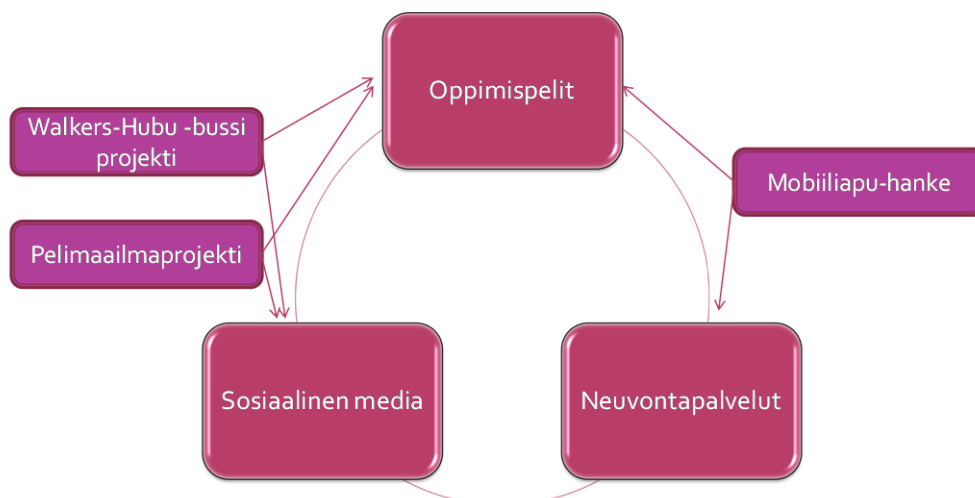 Oppimispelit
Walkers-Hubu -bussi
projekti
Mobiiliapu-hanke
Pelimaailmaprojekti
Sosiaalinen media
Neuvontapalvelut